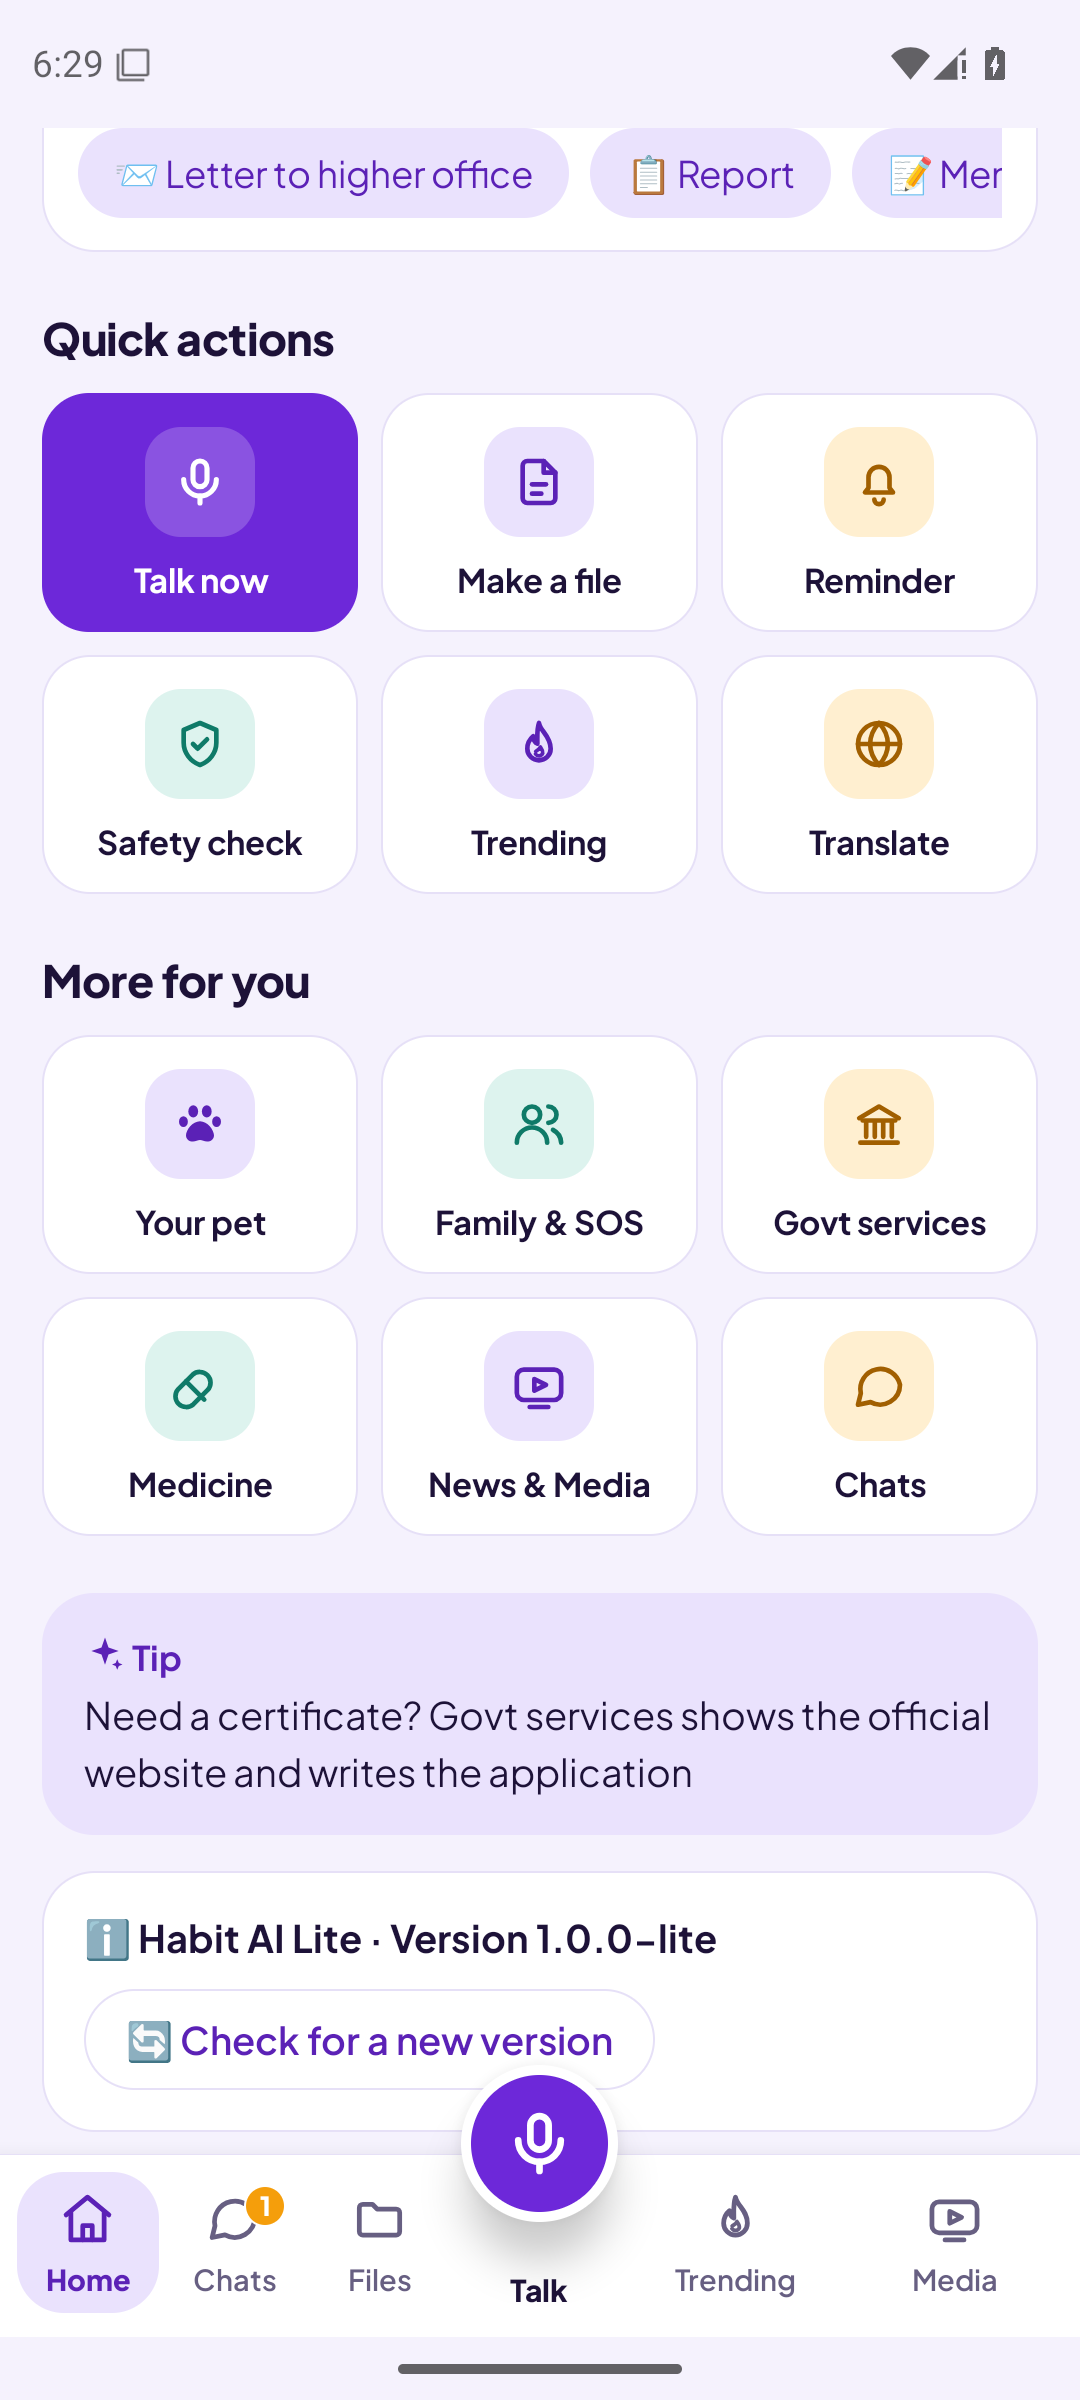 6:29
Letter to higher office
Report
Quick actions
Talk now
Make a file
Reminder
Safety check
Trending
Translate
More for you
Your pet
Family & SOS
Govt services
Medicine
News & Media
Chats
Tip
Need a certificate? Govt services shows the official
website and writes the application
Habit AI Lite · Version 1.0.0-lite
Check for a new version
Home
1
Chats
Files
Talk
Trending
Media